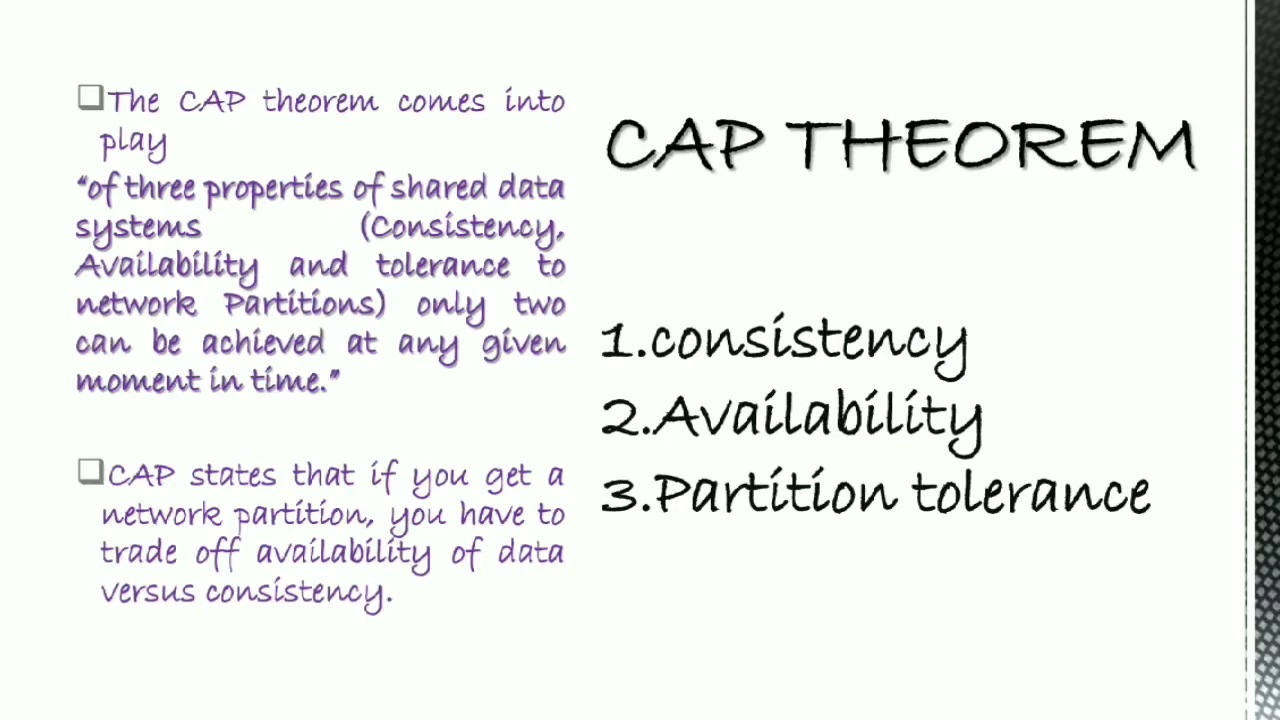 The CAP theorem comes into
play
“of three properties of shared data
systems (Consistency,
Availability and tolerance to
network Partitions) only two
can be achieved at any given
moment in time.”
CAP states that if you get a
network partition, you have to
trade off availability of data
versus consistency.
CAP THEOREM
1.consistency
2.Availability
3.Partition tolerance